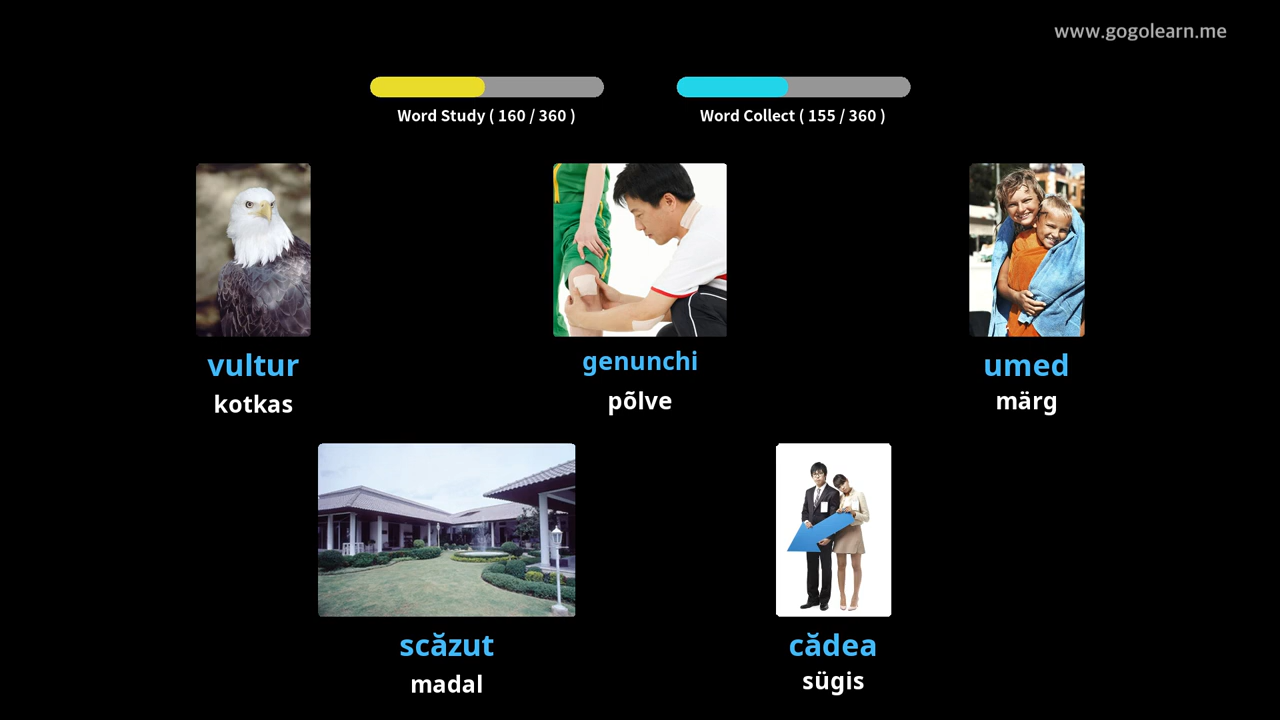 www.gogolearn.me
Word Study ( 160 / 360 )
Word Collect ( 155 / 360 )
vultur
kotkas
genunchi
põlve
umed
märg
scăzut
madal
cădea
sügis